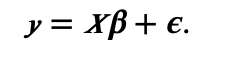 y = Xβ + ϵ.